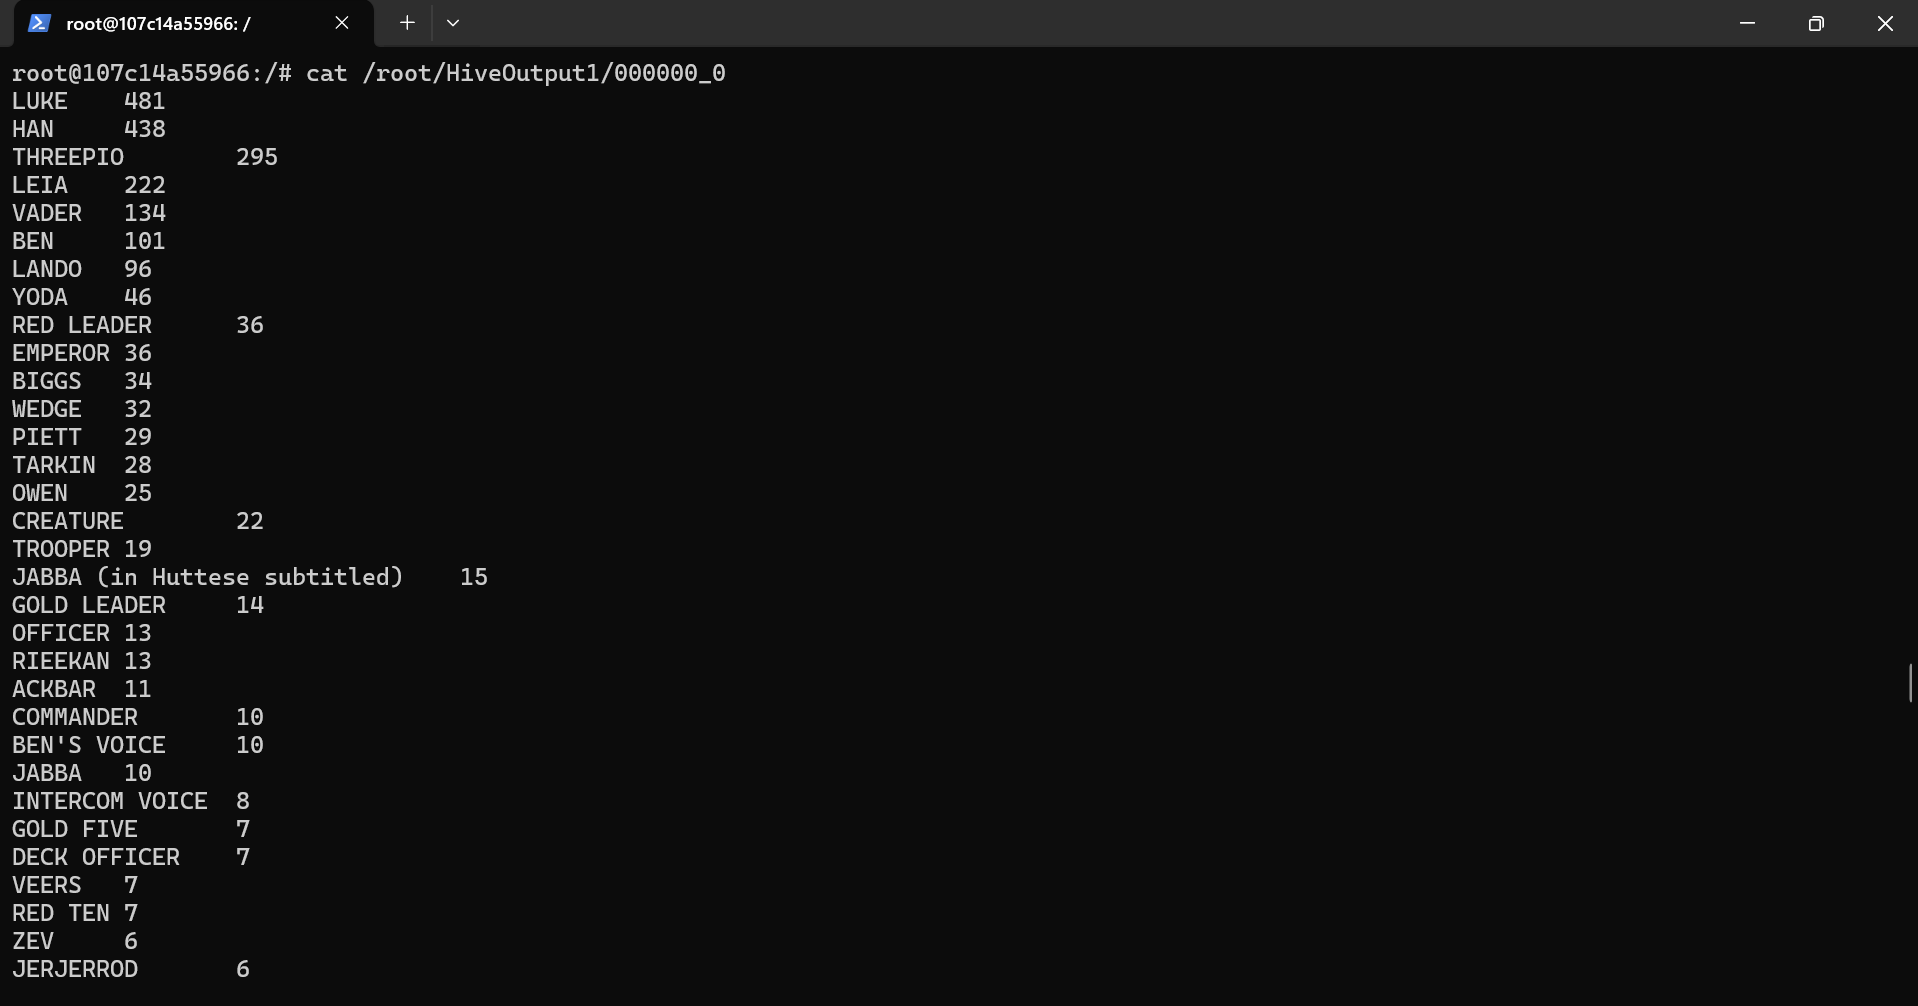 root@107c14a55966: /
root@107c14a55966:/# cat /root/HiveOutput1/000000_0
LUKE	481
HAN	438
THREEPIO	295
LEIA	222
VADER	134
BEN	101
LANDO	96
YODA	46
RED LEADER	36
EMPEROR	36
BIGGS	34
WEDGE	32
PIETT	29
TARKIN	28
OWEN	25
CREATURE	22
TROOPER	19
JABBA (in Huttese subtitled)	15
GOLD LEADER	14
OFFICER	13
RIEEKAN	13
ACKBAR	11
COMMANDER	10
BEN'S VOICE	10
JABBA	10
INTERCOM VOICE	8
GOLD FIVE	7
DECK OFFICER	7
VEERS	7
RED TEN	7
ZEV	6
JERJERROD	6